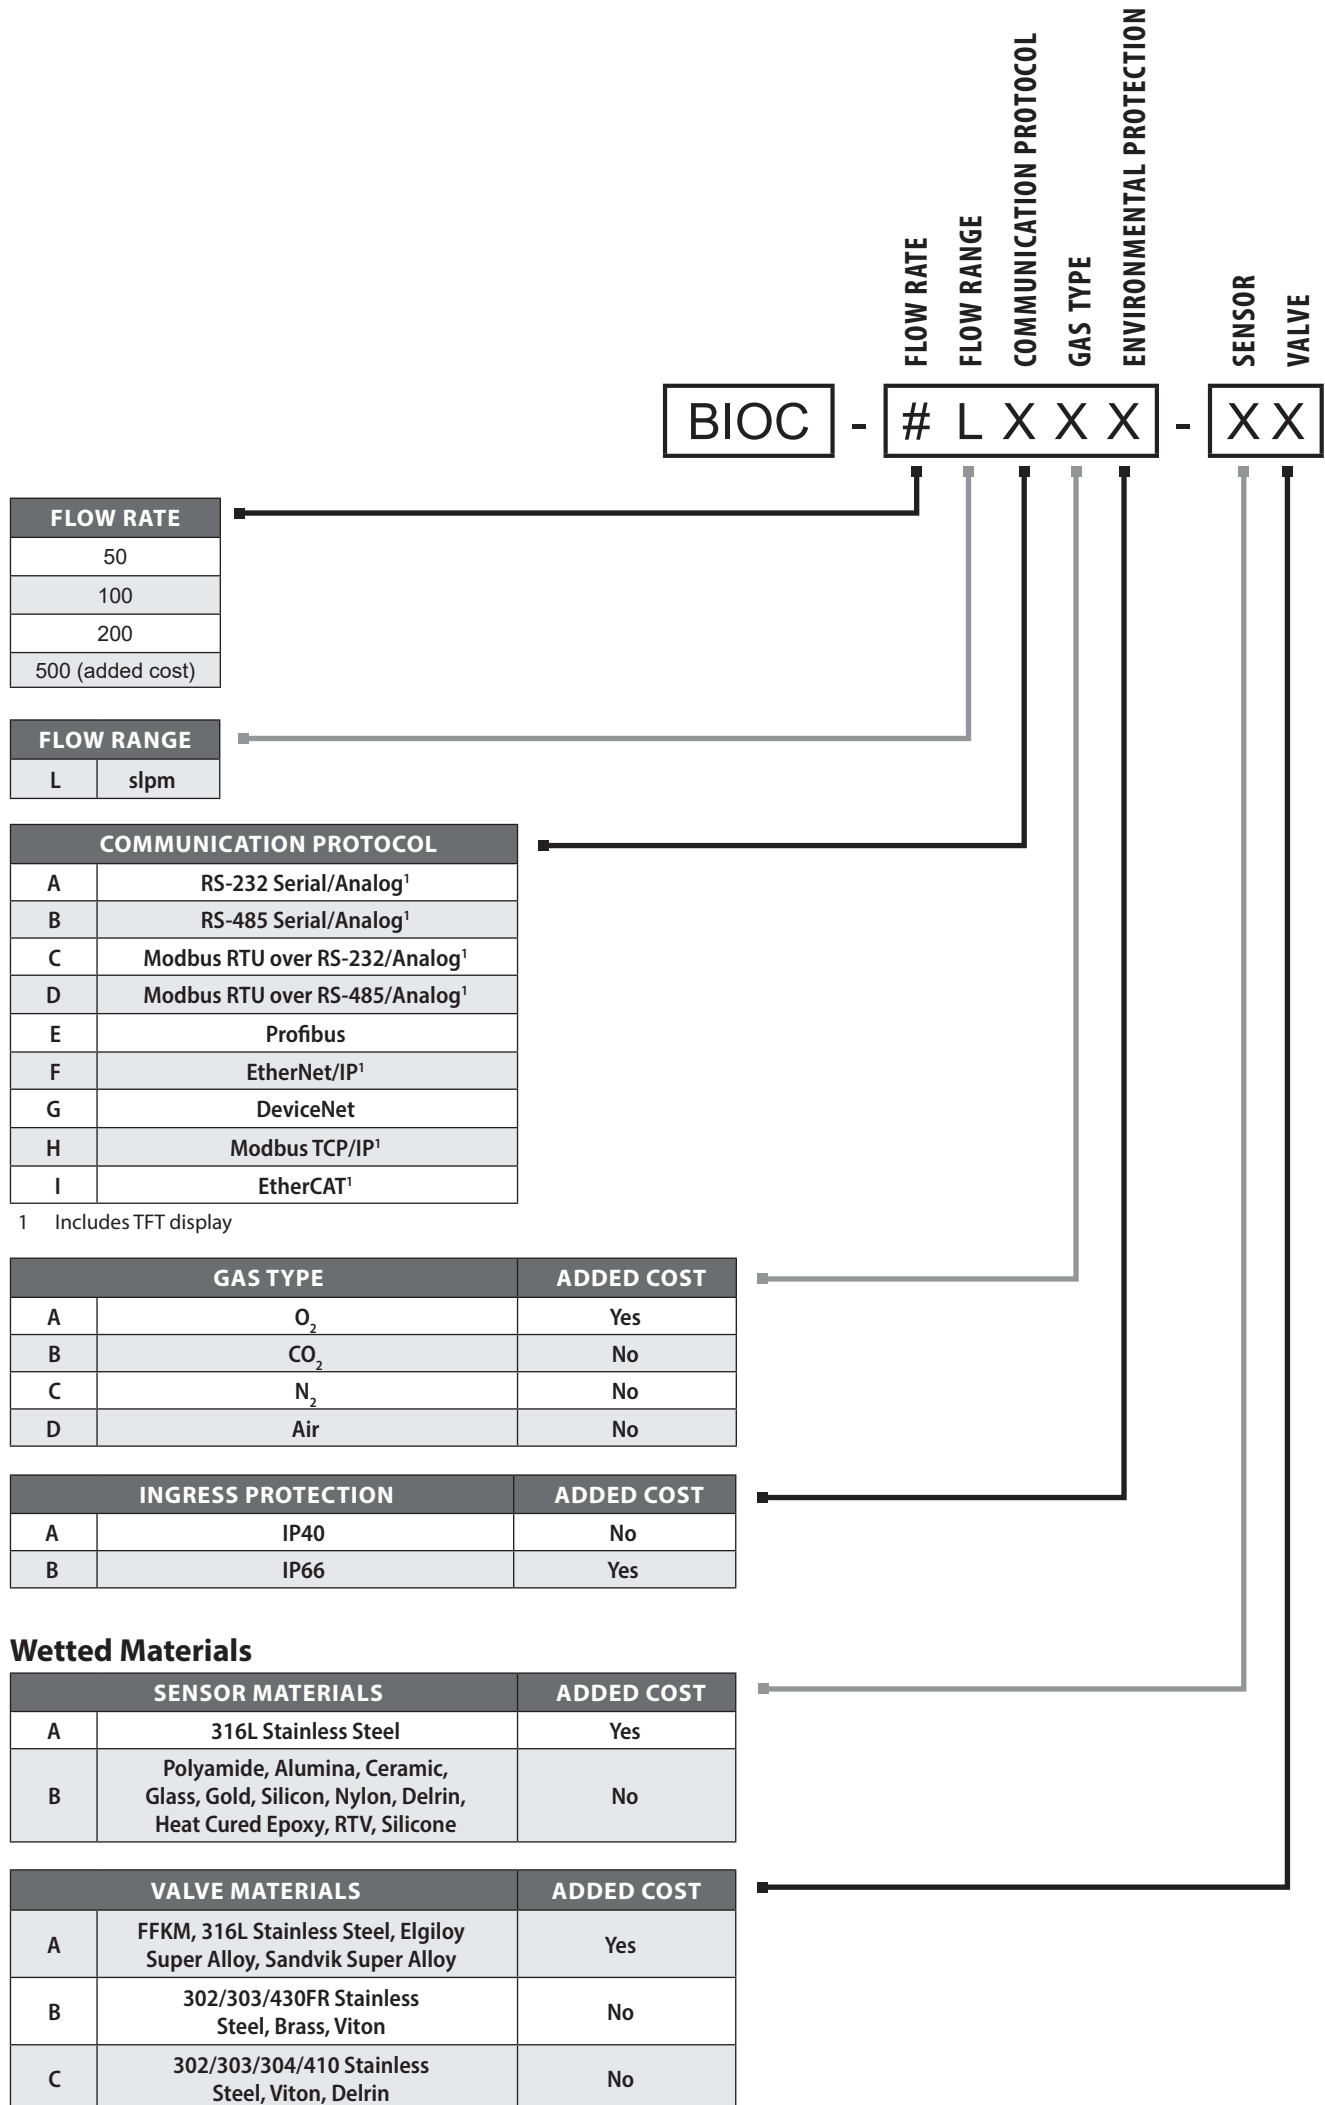 FLOW RATE
FLOW RANGE
COMMUNICATION PROTOCOL
GAS TYPE
ENVIRONMENTAL PROTECTION
SENSOR
VALVE
BIOC - # L X X X - X X
FLOW RATE
50
100
200
500 (added cost)
FLOW RANGE
L slpm
COMMUNICATION PROTOCOL
A RS-232 Serial/Analog¹
B RS-485 Serial/Analog¹
C Modbus RTU over RS-232/Analog¹
D Modbus RTU over RS-485/Analog¹
E Profibus
F EtherNet/IP¹
G DeviceNet
H Modbus TCP/IP¹
I EtherCAT¹
1 Includes TFT display
GAS TYPE ADDED COST
A O₂ Yes
B CO₂ No
C N₂ No
D Air No
INGRESS PROTECTION ADDED COST
A IP40 No
B IP66 Yes
Wetted Materials
SENSOR MATERIALS ADDED COST
A 316L Stainless Steel Yes
Polyamide, Alumina, Ceramic,
B Glass, Gold, Silicon, Nylon, Delrin, No
Heat Cured Epoxy, RTV, Silicone
VALVE MATERIALS ADDED COST
A FFKM, 316L Stainless Steel, Elgiloy Yes
Super Alloy, Sandvik Super Alloy
B 302/303/430FR Stainless No
Steel, Brass, Viton
C 302/303/304/410 Stainless No
Steel, Viton, Delrin